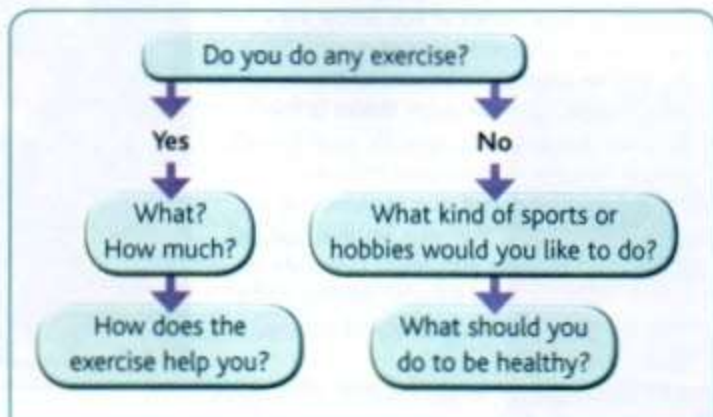 Do you do any exercise?
Yes
No
What?
How much?
What kind of sports or
hobbies would you like to do?
How does the
exercise help you?
What should you
do to be healthy?